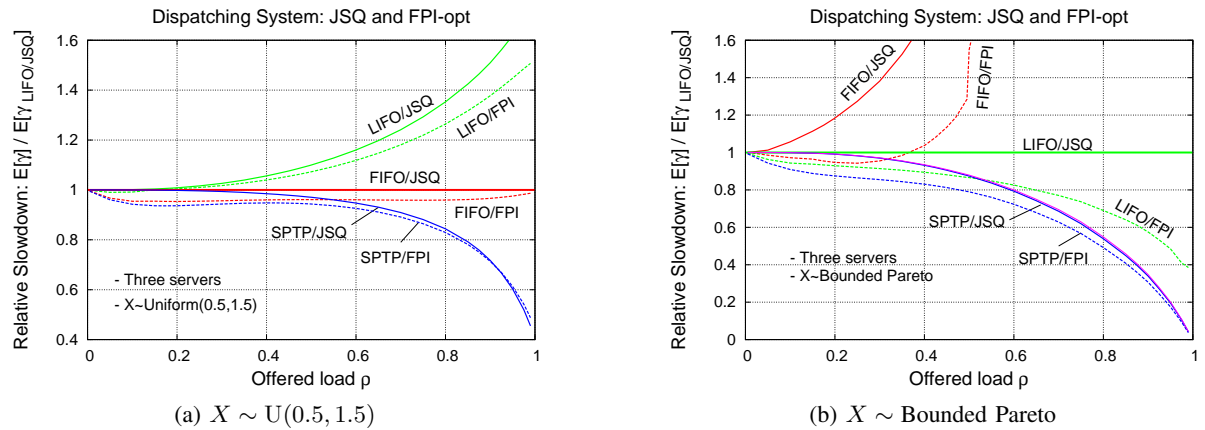 Dispatching System: JSQ and FPI-opt
Relative Slowdown: E[γ] / E[γ LIFO/JSQ]
1.6
1.4
1.2
1
0.8
0.6
0.4
LIFO/JSQ
LIFO/FPI
FIFO/JSQ
FIFO/FPI
SPTP/JSQ
SPTP/FPI
- Three servers
- X~Uniform(0.5,1.5)
0 0.2 0.4 0.6 0.8 1
Offered load ρ
(a) X ∼ U(0.5, 1.5)
Dispatching System: JSQ and FPI-opt
Relative Slowdown: E[γ] / E[γ LIFO/JSQ]
1.6
1.4
1.2
1
0.8
0.6
0.4
0.2
0
FIFO/JSQ
FIFO/FPI
LIFO/JSQ
LIFO/FPI
SPTP/JSQ
SPTP/FPI
- Three servers
- X~Bounded Pareto
0 0.2 0.4 0.6 0.8 1
Offered load ρ
(b) X ∼ Bounded Pareto